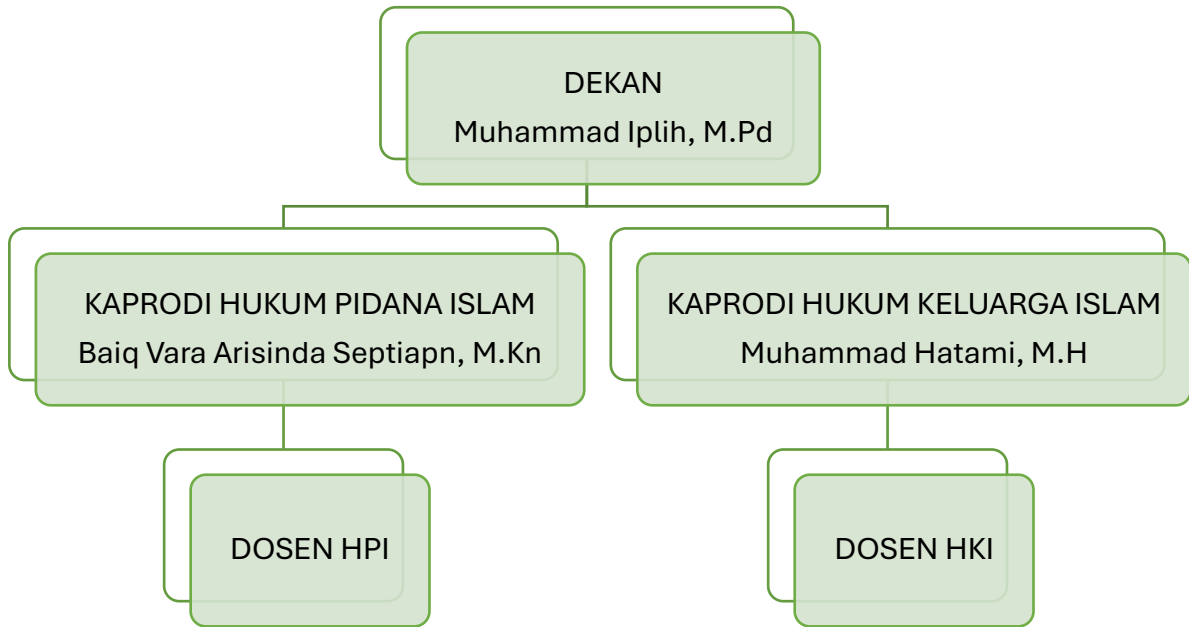 DEKAN
Muhammad Iplih, M.Pd
KAPRODI HUKUM PIDANA ISLAM
Baiq Vara Arisinda Septiapn, M.Kn
KAPRODI HUKUM KELUARGA ISLAM
Muhammad Hatami, M.H
DOSEN HPI
DOSEN HKI